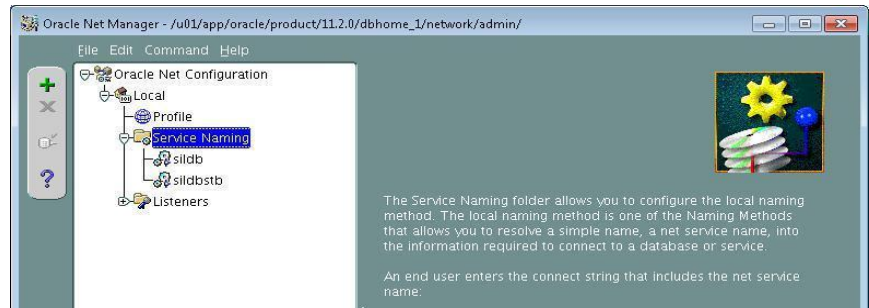 Oracle Net Manager - /u01/app/oracle/product/11.2.0/dbhome_1/network/admin/
File Edit Command Help
Oracle Net Configuration
Local
Profile
Service Naming
sildb
sildbstb
Listeners
The Service Naming folder allows you to configure the local naming
method. The local naming method is one of the Naming Methods
that allows you to resolve a simple name, a net service name, into
the information required to connect to a database or service.
An end user enters the connect string that includes the net service
name: